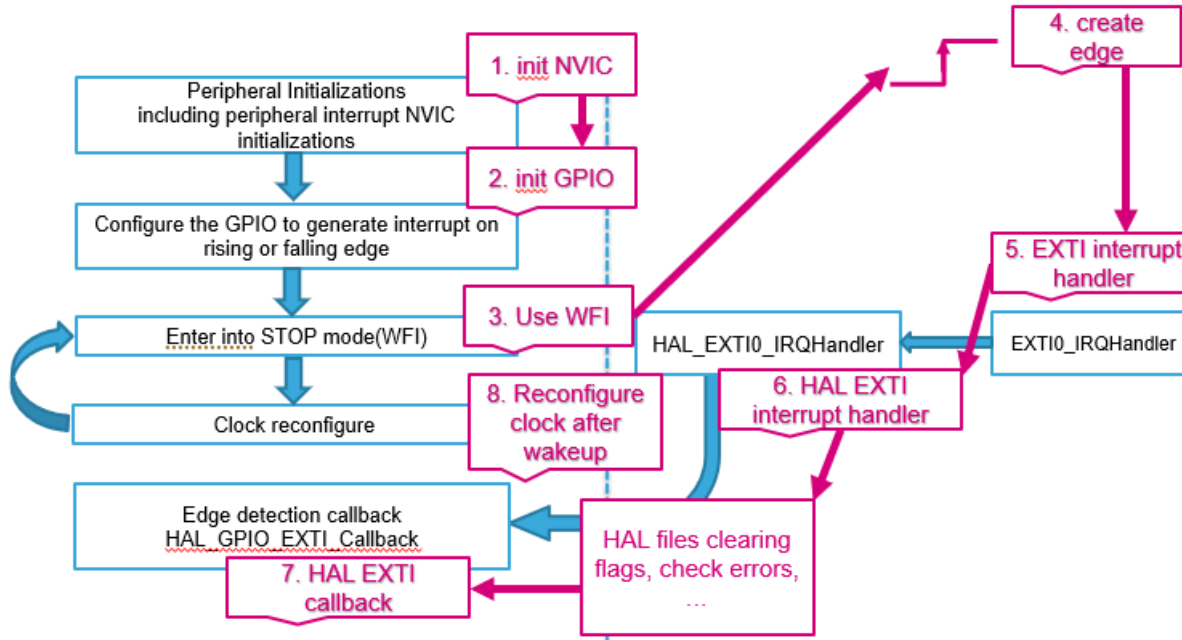 1. init NVIC
4. create
edge
Peripheral Initializations
including peripheral interrupt NVIC
initializations
2. init GPIO
Configure the GPIO to generate interrupt on
rising or falling edge
5. EXTI interrupt
handler
3. Use WFI
Enter into STOP mode(WFI)
HAL_EXTI0_IRQHandler
EXTI0_IRQHandler
6. HAL EXTI
interrupt handler
8. Reconfigure
clock after
wakeup
Clock reconfigure
Edge detection callback
HAL_GPIO_EXTI_Callback
HAL files clearing
flags, check errors,
...
7. HAL EXTI
callback